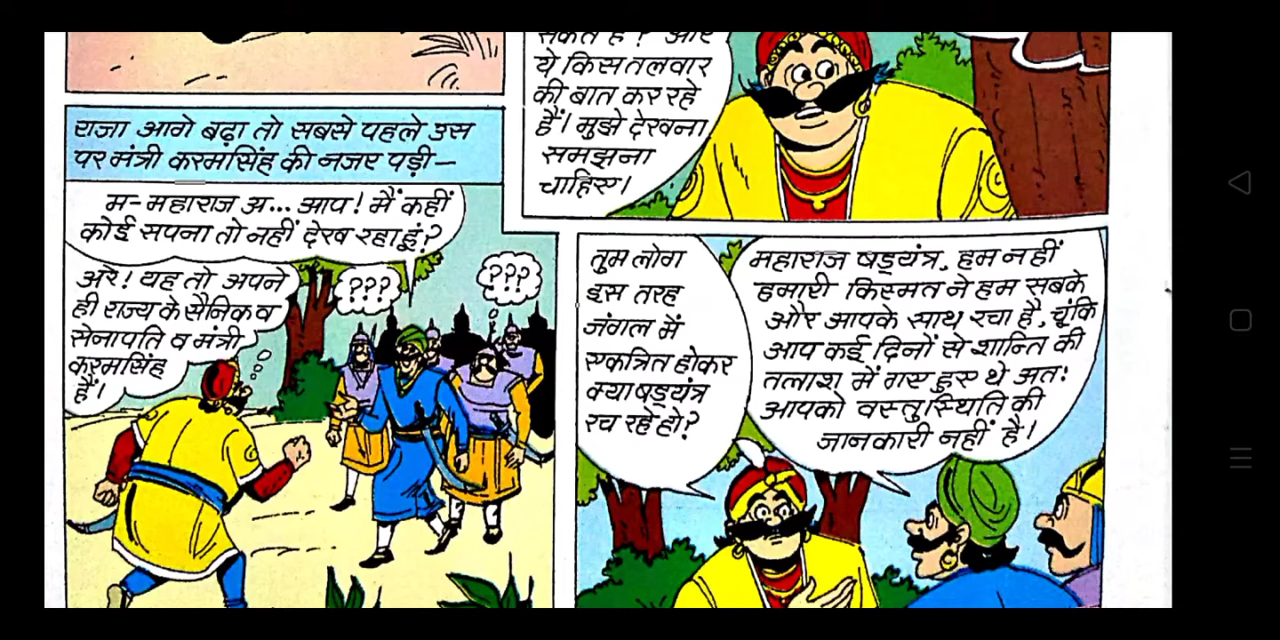 सकते हैं? और
ये किस तलवार
की बात कर रहे
हैं। मुझे देखना
समझना
चाहिए।
राजा आगे बढ़ा तो सबसे पहले उस
पर मंत्री करमसिंह की नजर पड़ी—
म-महाराज अ... आप! मैं कहीं
कोई सपना तो नहीं देख रहा हूं?
अरे! यह तो अपने
ही राज्य के सैनिक व
सेनापति व मंत्री
करमसिंह
हैं।
???
???
तुम लोग
इस तरह
जंगल में
एकत्रित होकर
क्या षड्यंत्र
रच रहे हो?
महाराज षड्यंत्र, हम नहीं
हमारी किस्मत ने हम सबके
और आपके साथ रचा है, चूंकि
आप कई दिनों से शान्ति की
तलाश में गए हुए थे अतः
आपको वस्तुस्थिति की
जानकारी नहीं है।